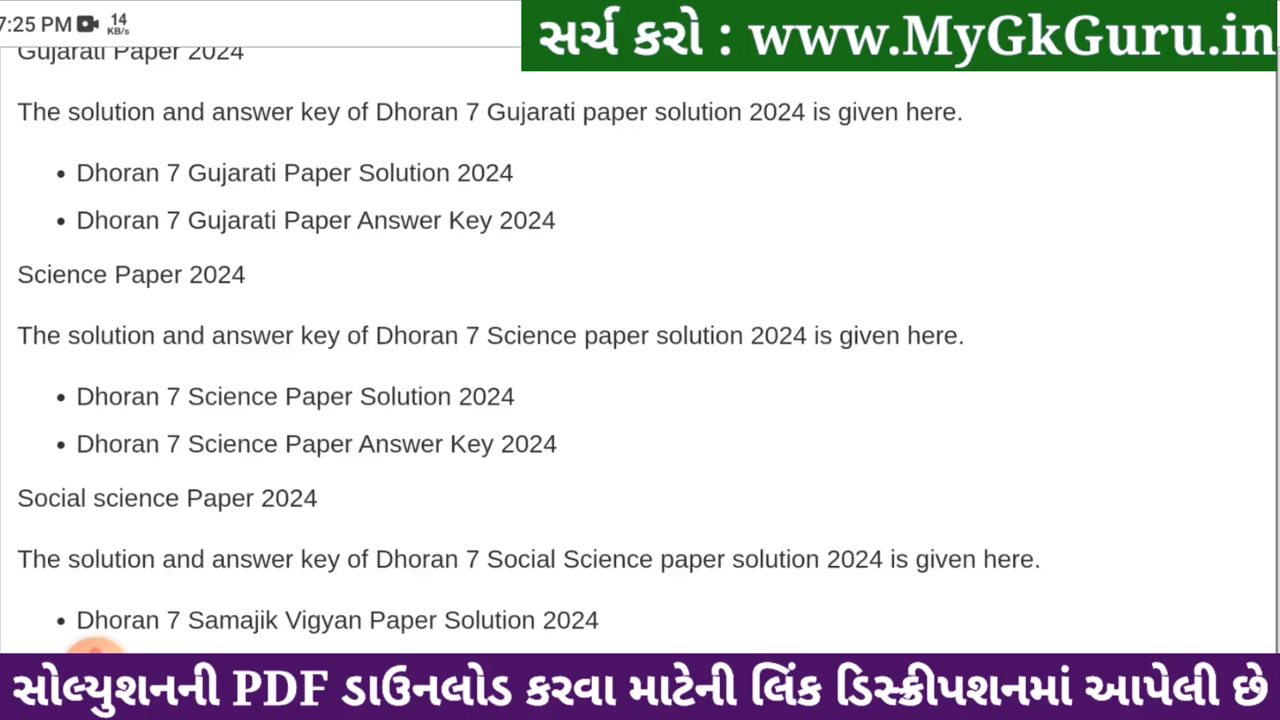 7:25 PM 14 KB/s
સર્ચ કરો : www.MyGkGuru.in
Gujarati Paper 2024
The solution and answer key of Dhoran 7 Gujarati paper solution 2024 is given here.
• Dhoran 7 Gujarati Paper Solution 2024
• Dhoran 7 Gujarati Paper Answer Key 2024
Science Paper 2024
The solution and answer key of Dhoran 7 Science paper solution 2024 is given here.
• Dhoran 7 Science Paper Solution 2024
• Dhoran 7 Science Paper Answer Key 2024
Social science Paper 2024
The solution and answer key of Dhoran 7 Social Science paper solution 2024 is given here.
• Dhoran 7 Samajik Vigyan Paper Solution 2024
સોલ્યુશનની PDF ડાઉનલોડ કરવા માટેની લિંક ડિસ્ક્રીપશનમાં આપેલી છે